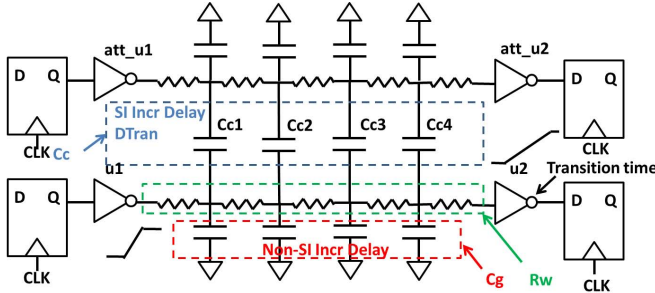 att_u1
att_u2
D Q
D Q
SI Incr Delay
DTran
Cc1
Cc2
Cc3
Cc4
CLK
Cc
CLK
u1
u2
Transition time
D Q
D Q
Non-SI Incr Delay
CLK
Cg
Rw
CLK